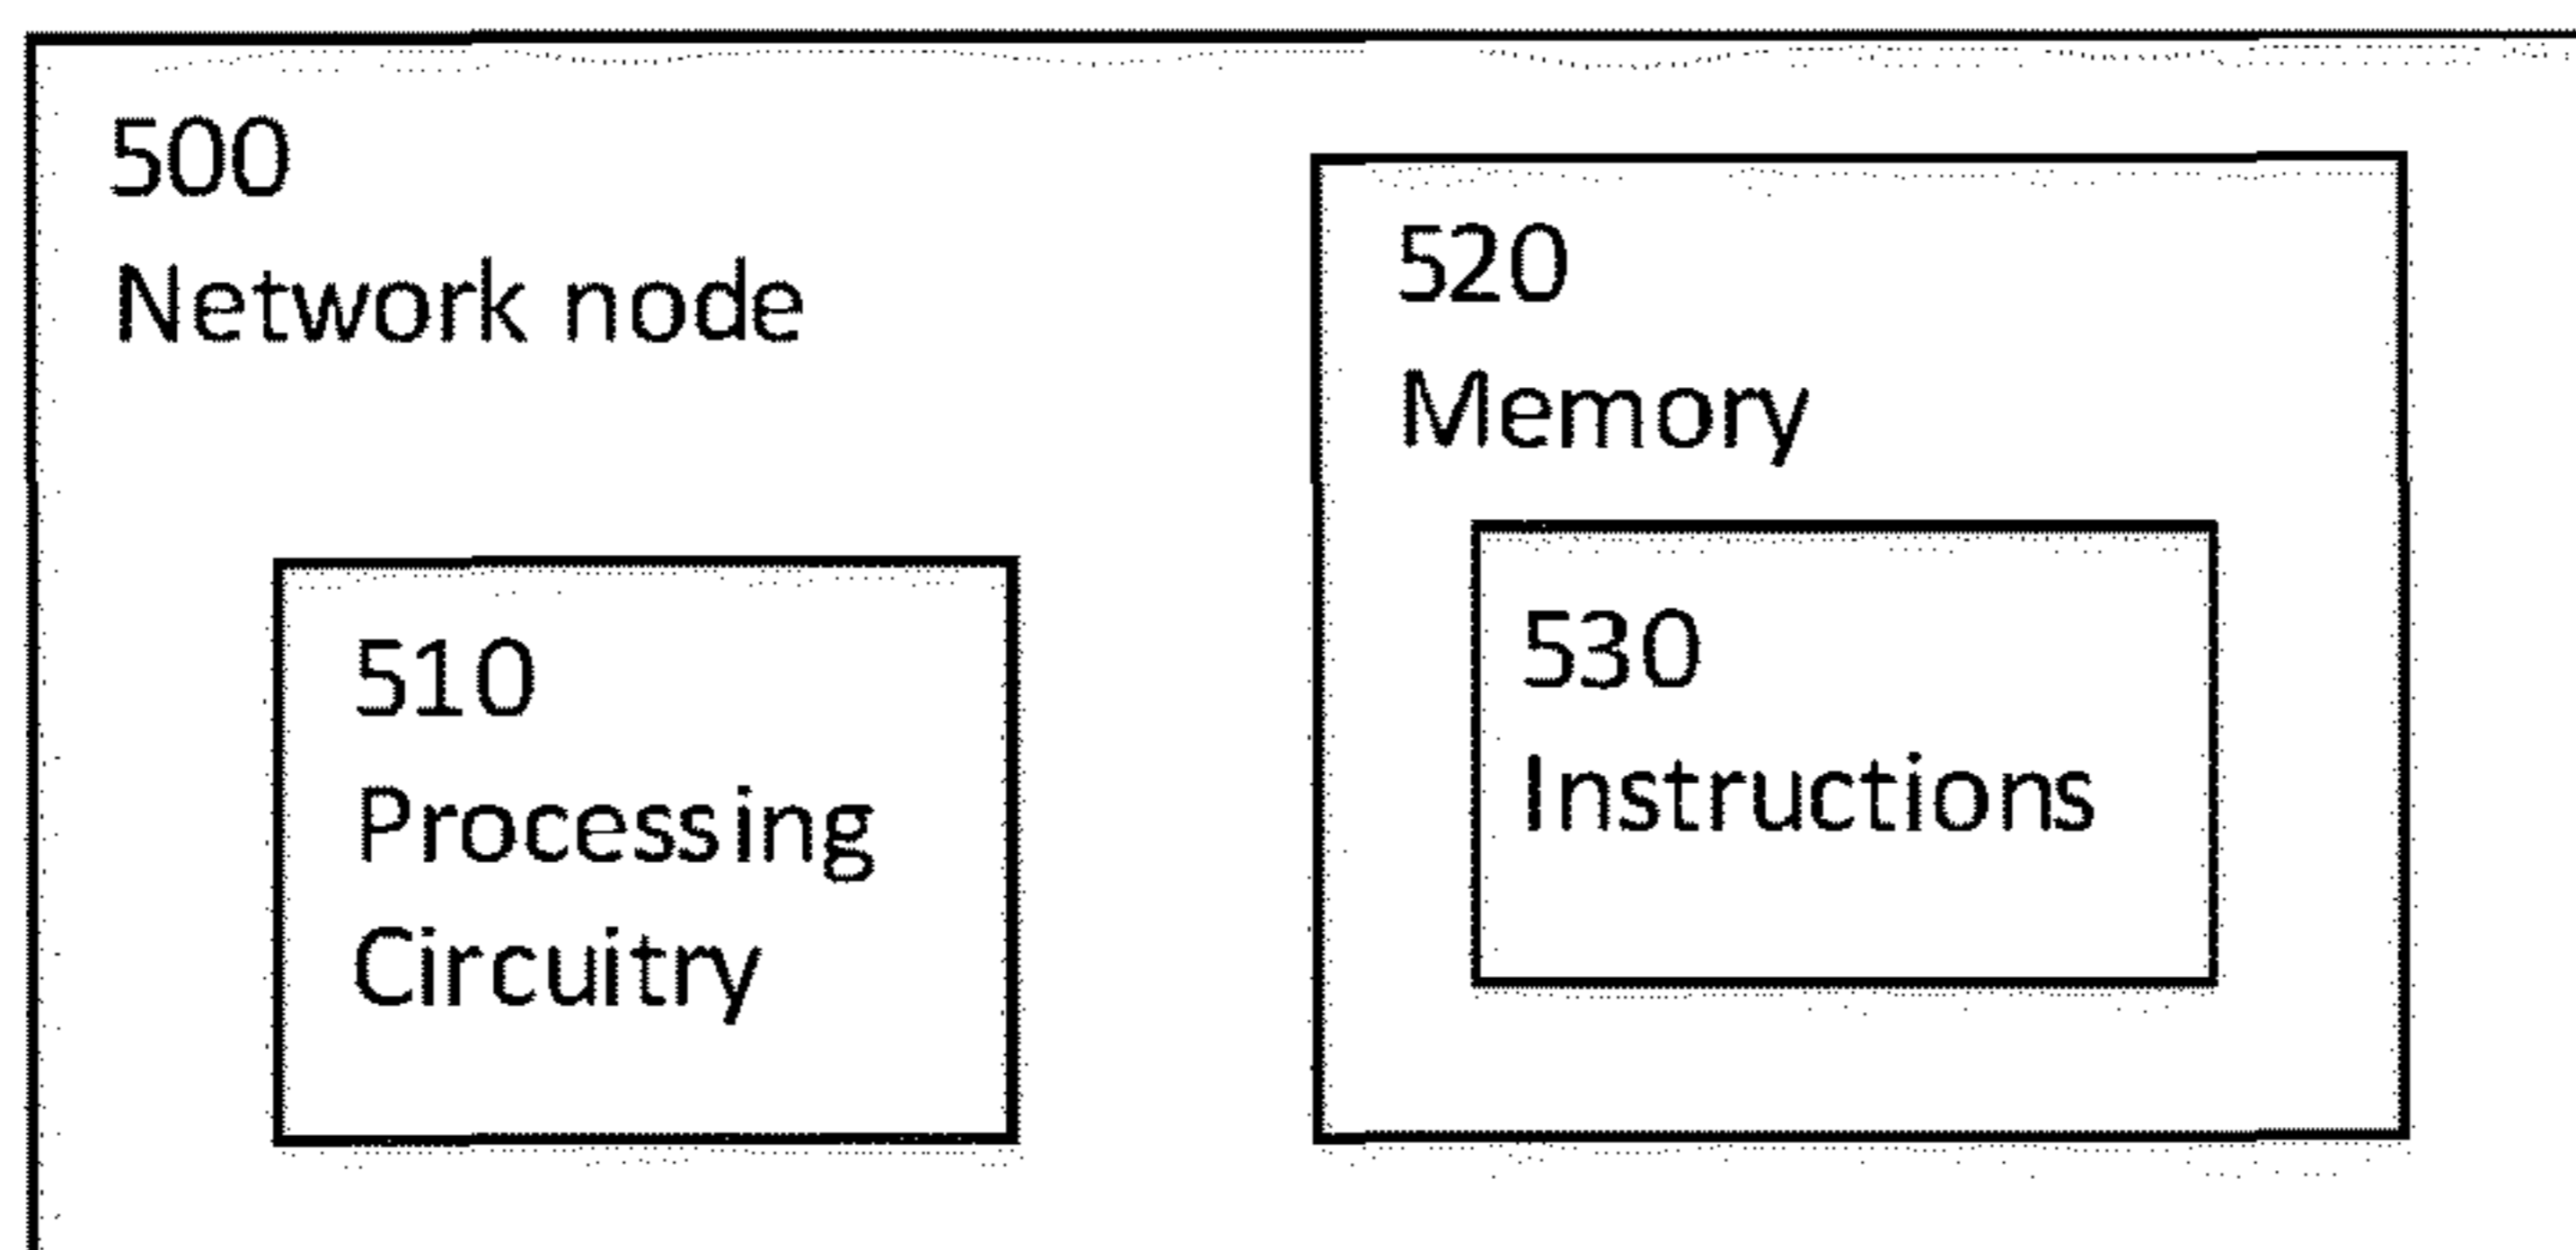 500
Network node
520
Memory
510
Processing
Circuitry
530
Instructions